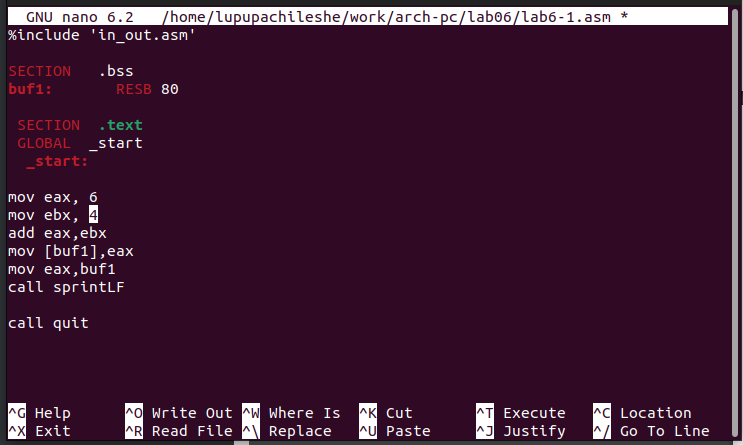 GNU nano 6.2 /home/lupupachileshe/work/arch-pc/lab06/lab6-1.asm *
%include 'in_out.asm'
SECTION .bss
buf1: RESB 80
SECTION .text
GLOBAL _start
_start:
mov eax, 6
mov ebx, 4
add eax,ebx
mov [buf1],eax
mov eax,buf1
call sprintLF
call quit
^G Help ^O Write Out ^W Where Is ^K Cut ^T Execute ^C Location
^X Exit ^R Read File ^\ Replace ^U Paste ^J Justify ^/ Go To Line